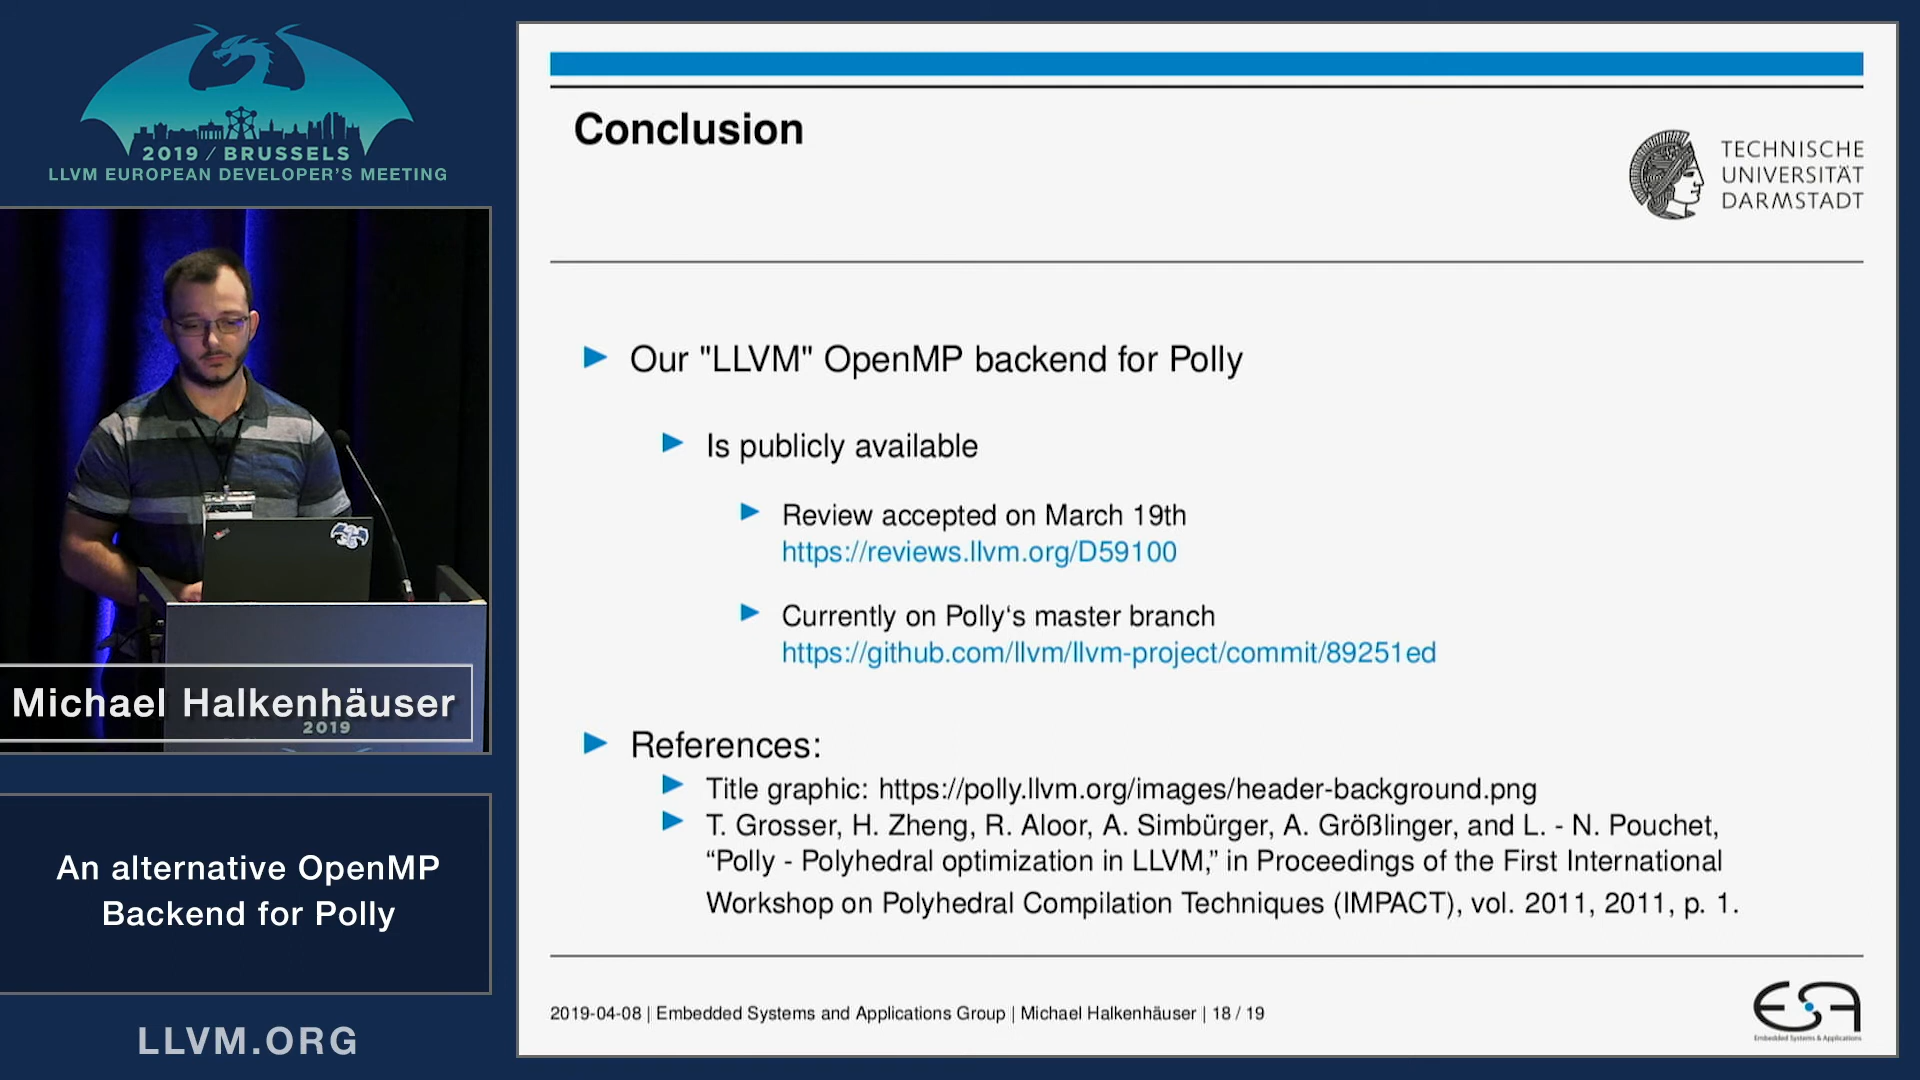 2019 / BRUSSELS
LLVM EUROPEAN DEVELOPER'S MEETING
Michael Halkenhäuser
2019
An alternative OpenMP
Backend for Polly
LLVM.ORG
Conclusion
TECHNISCHE
UNIVERSITÄT
DARMSTADT
Our "LLVM" OpenMP backend for Polly
Is publicly available
Review accepted on March 19th
https://reviews.llvm.org/D59100
Currently on Polly‘s master branch
https://github.com/llvm/llvm-project/commit/89251ed
References:
Title graphic: https://polly.llvm.org/images/header-background.png
T. Grosser, H. Zheng, R. Aloor, A. Simbürger, A. Größlinger, and L. - N. Pouchet,
“Polly - Polyhedral optimization in LLVM,” in Proceedings of the First International
Workshop on Polyhedral Compilation Techniques (IMPACT), vol. 2011, 2011, p. 1.
2019-04-08 | Embedded Systems and Applications Group | Michael Halkenhäuser | 18 / 19
ESA
Embedded Systems & Applications